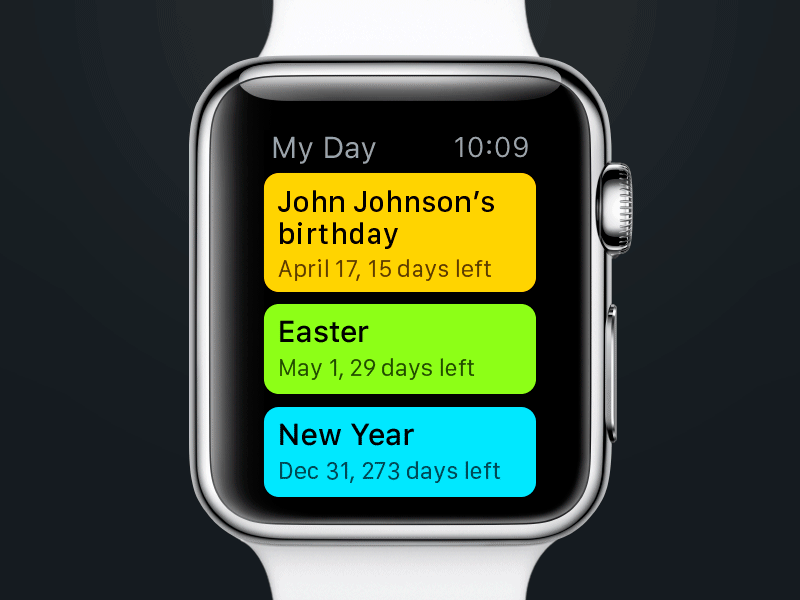 My Day 10:09
John Johnson’s
birthday
April 17, 15 days left
Easter
May 1, 29 days left
New Year
Dec 31, 273 days left